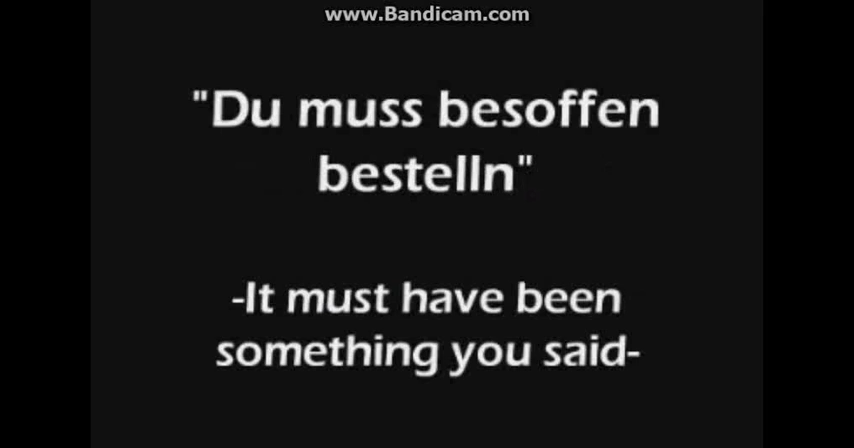 www.Bandicam.com
"Du muss besoffen
bestelln"
-It must have been
something you said-